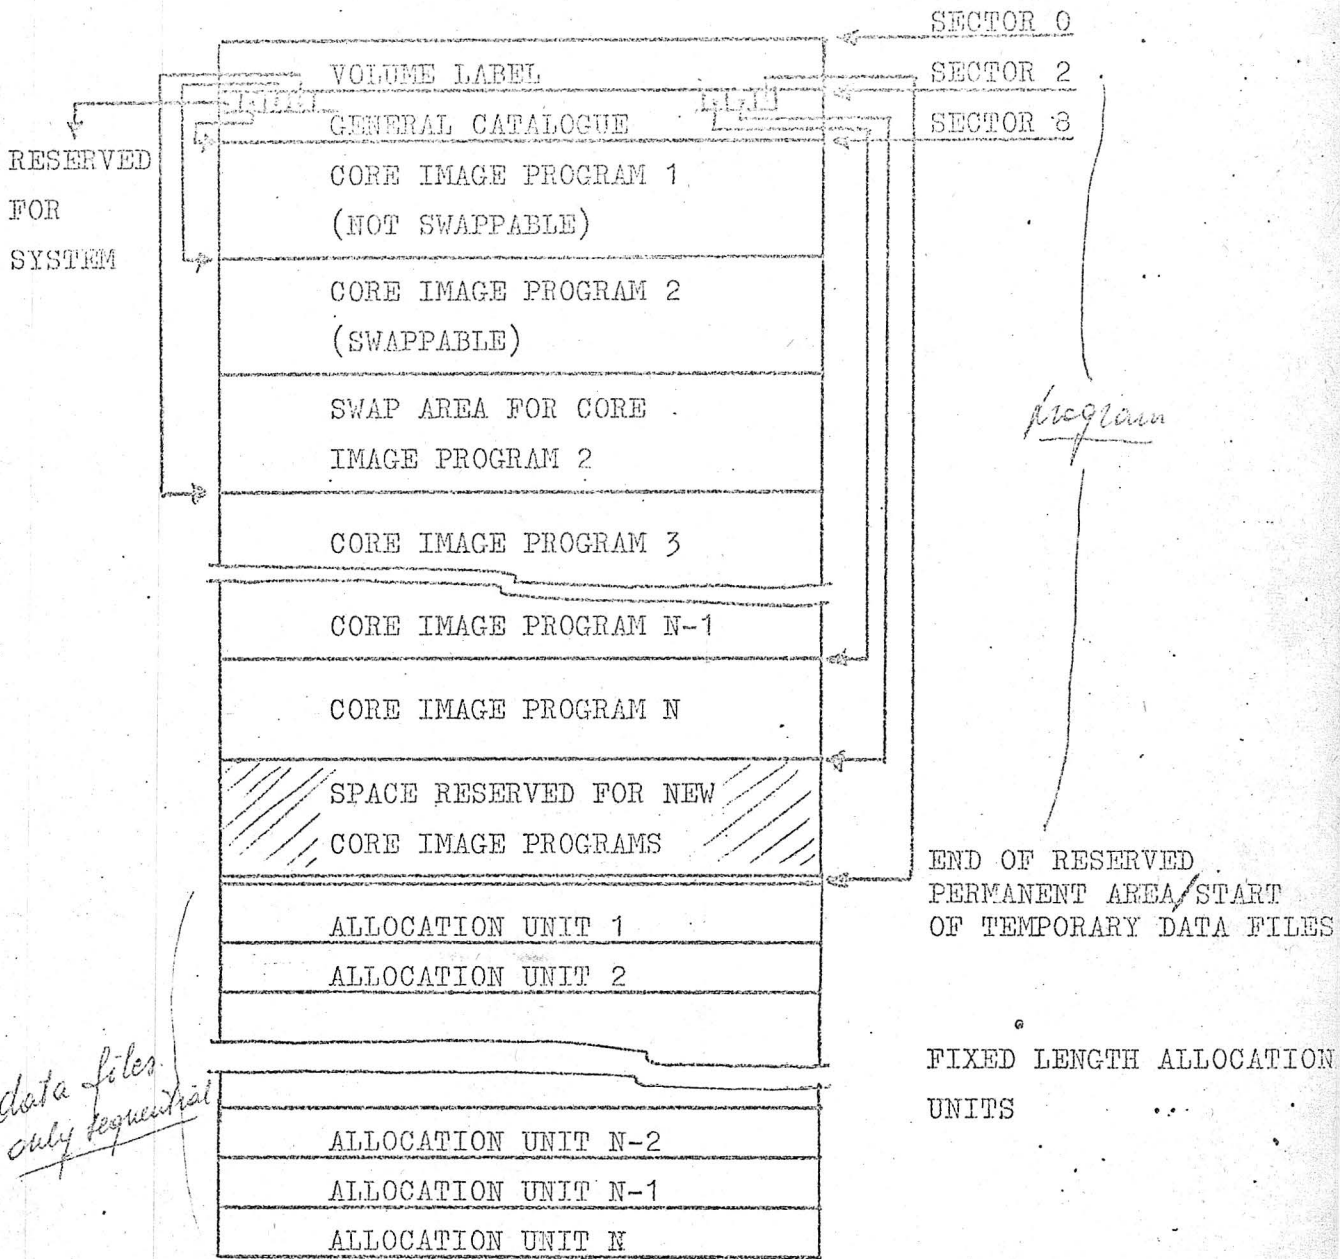 SECTOR 0
VOLUME LABEL
SECTOR 2
GENERAL CATALOGUE
SECTOR 8
RESERVED
FOR
SYSTEM
CORE IMAGE PROGRAM 1
(NOT SWAPPABLE)
CORE IMAGE PROGRAM 2
(SWAPPABLE)
SWAP AREA FOR CORE
IMAGE PROGRAM 2
program
CORE IMAGE PROGRAM 3
CORE IMAGE PROGRAM N-1
CORE IMAGE PROGRAM N
SPACE RESERVED FOR NEW
CORE IMAGE PROGRAMS
END OF RESERVED
PERMANENT AREA/START
OF TEMPORARY DATA FILES
ALLOCATION UNIT 1
ALLOCATION UNIT 2
data files
only sequential
FIXED LENGTH ALLOCATION
UNITS
ALLOCATION UNIT N-2
ALLOCATION UNIT N-1
ALLOCATION UNIT N